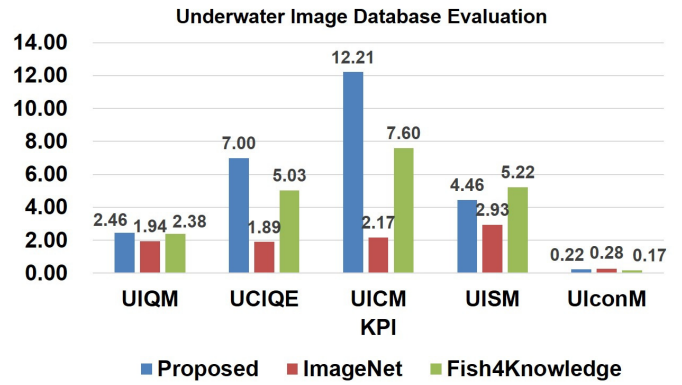 Underwater Image Database Evaluation
14.00
12.00
10.00
8.00
6.00
4.00
2.00
0.00
2.46 1.94 2.38
7.00 1.89 5.03
12.21 2.17 7.60
4.46 2.93 5.22
0.22 0.28 0.17
UIQM UCIQE UICM UISM UIconM
KPI
Proposed ImageNet Fish4Knowledge